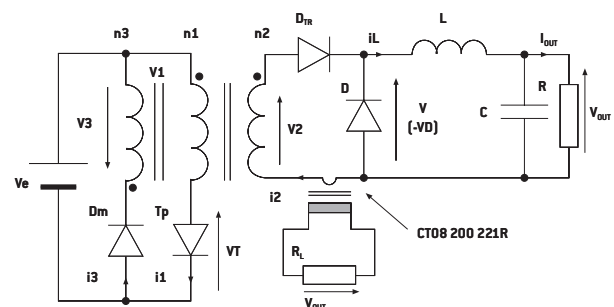 n3 n1 n2 DTR iL L IOUT
V1
V3 V2 D V (-VD) C R VOUT
Ve
i2
Dm Tp VT RL CT08 200 221R
i3 i1
VOUT